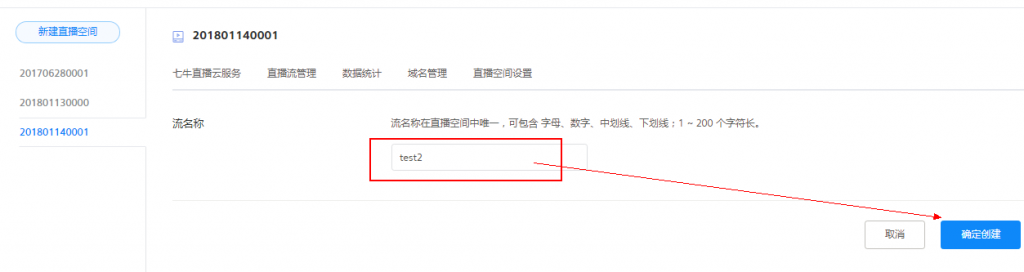 新建直播空间
201706280001
201801130000
201801140001
201801140001
七牛直播云服务 直播流管理 数据统计 域名管理 直播空间设置
流名称 流名称在直播空间中唯一，可包含 字母、数字、中划线、下划线；1 ~ 200 个字符长。
test2
取消 确定创建